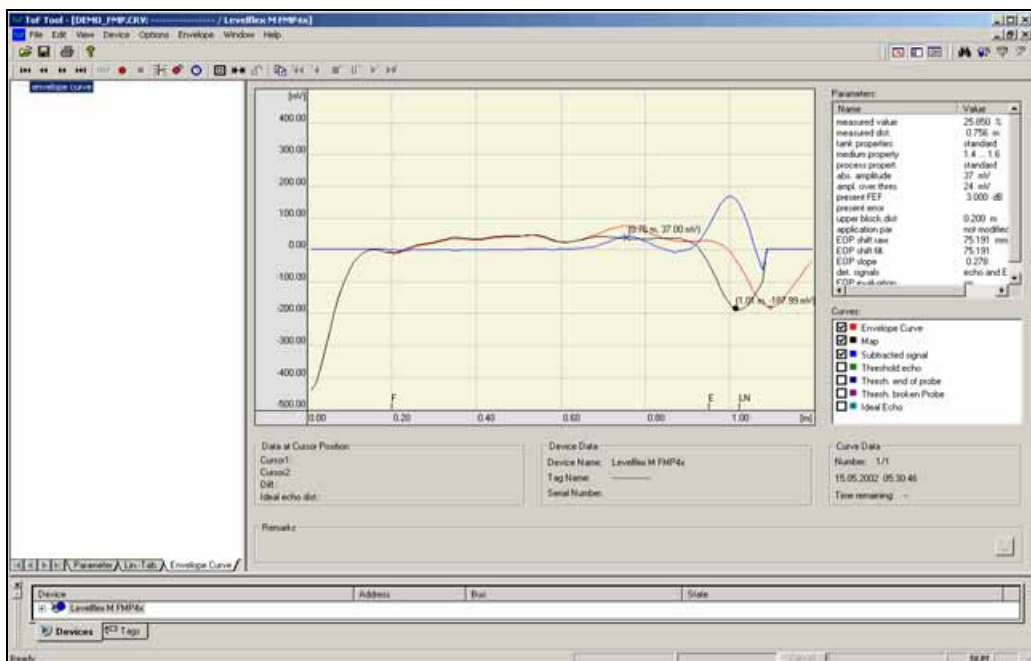 ToF Tool - [DEMO_FMP.CRV: ------------- / Levelflex M FMP4x]
File Edit View Device Options Envelope Window Help
envelope curve
[mV]
400.00
300.00
200.00
100.00
0.00
-100.00
-200.00
-300.00
-400.00
-500.00
(0.76 m, 37.00 mV)
(1.01 m, -187.99 mV)
F E LN
0.00 0.20 0.40 0.60 0.80 1.00 [m]
Parameters:
Name Value
measured value 25.850 %
measured dist. 0.756 m
tank properties standard
medium property 1.4 ... 1.6
process propert. standard
abs. amplitude 37 mV
ampl. over thres 24 mV
present FEF 3.000 dB
present error
upper block.dist 0.200 m
application par. not modified
EOP shift raw 75.191 mm
EOP shift filt 75.191
EOP slope 0.278
det. signals echo and E
EOP evaluation
Curves:
Envelope Curve
Map
Subtracted signal
Threshold echo
Thresh. end of probe
Thresh. broken Probe
Ideal Echo
Data at Cursor Position
Cursor1:
Cursor2:
Diff.:
Ideal echo dist.:
Device Data
Device Name: Levelflex M FMP4x
Tag Name: ----------
Serial Number:
Curve Data
Number: 1/1
15.05.2002 05:30:46
Time remaining: --
Remarks
Parameter Lin.-Tab. Envelope Curve
Device Address Bus State
Levelflex M FMP4x
Devices Tags
Ready Cancel NUM